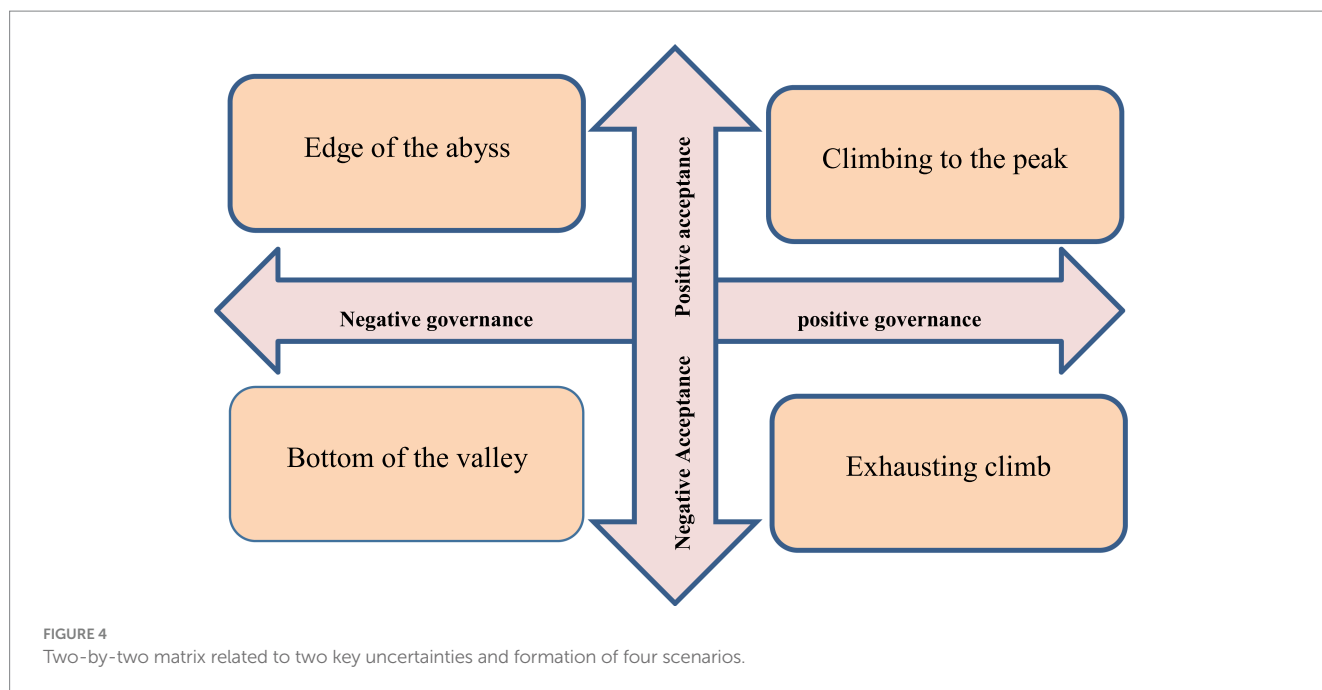 Edge of the abyss
Climbing to the peak
Positive acceptance
Negative governance
positive governance
Negative Acceptance
Bottom of the valley
Exhausting climb
FIGURE 4
Two-by-two matrix related to two key uncertainties and formation of four scenarios.